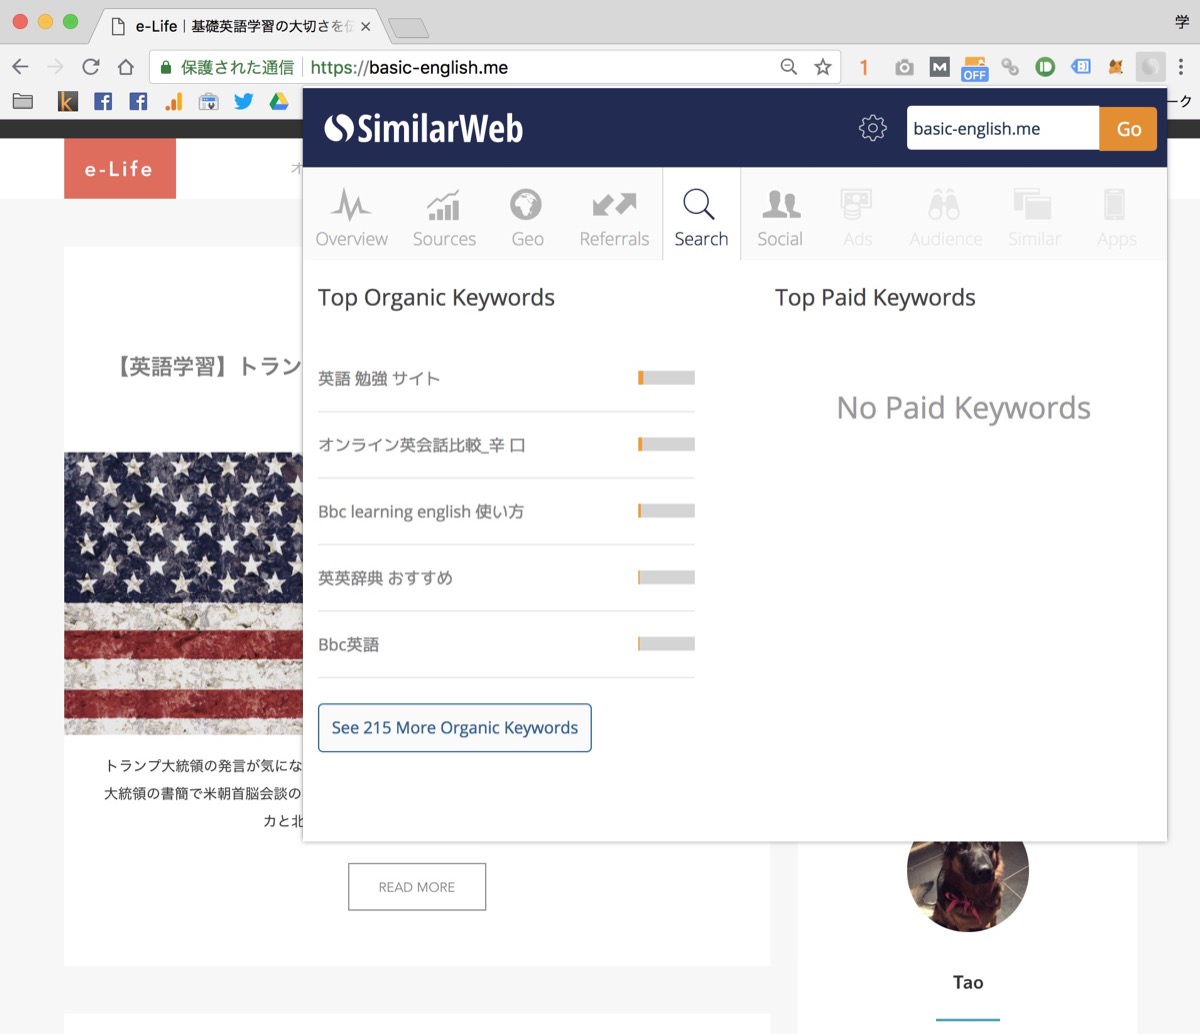 e-Life｜基礎英語学習の大切さを伝
学
保護された通信 https://basic-english.me
1
M
OFF
ーク
SimilarWeb
basic-english.me
Go
e-Life
オ
Overview
Sources
Geo
Referrals
Search
Social
Ads
Audience
Similar
Apps
Top Organic Keywords
Top Paid Keywords
【英語学習】トラン
英語 勉強 サイト
No Paid Keywords
オンライン英会話比較_辛 口
Bbc learning english 使い方
英英辞典 おすすめ
Bbc英語
See 215 More Organic Keywords
トランプ大統領の発言が気にな
大統領の書簡で米朝首脳会談の
カと北
READ MORE
Tao